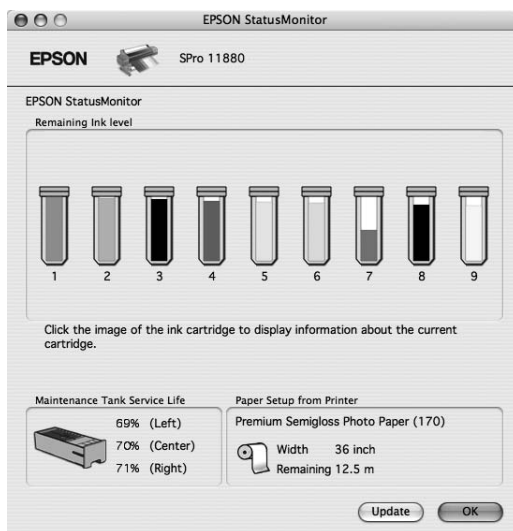 EPSON StatusMonitor
EPSON
SPro 11880
EPSON StatusMonitor
Remaining Ink level
1 2 3 4 5 6 7 8 9
Click the image of the ink cartridge to display information about the current
cartridge.
Maintenance Tank Service Life
69% (Left)
70% (Center)
71% (Right)
Paper Setup from Printer
Premium Semigloss Photo Paper (170)
Width 36 inch
Remaining 12.5 m
Update
OK